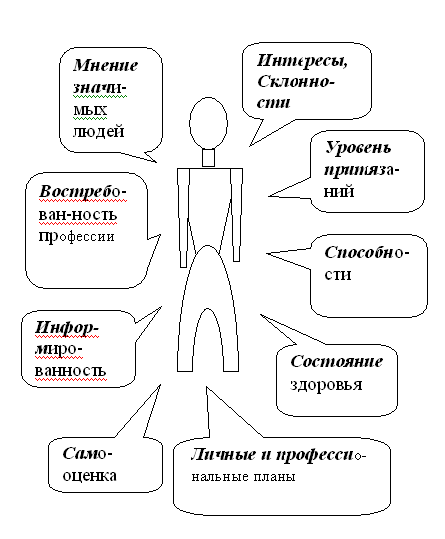 Мнение
значи-
мых
людей
Интересы,
Склонно-
сти
Уровень
притяза-
ний
Востребо-
ван-ность
профессии
Способно-
сти
Инфор-
миро-
ванность
Состояние
здоровья
Само-
оценка
Личные и профессио-
нальные планы